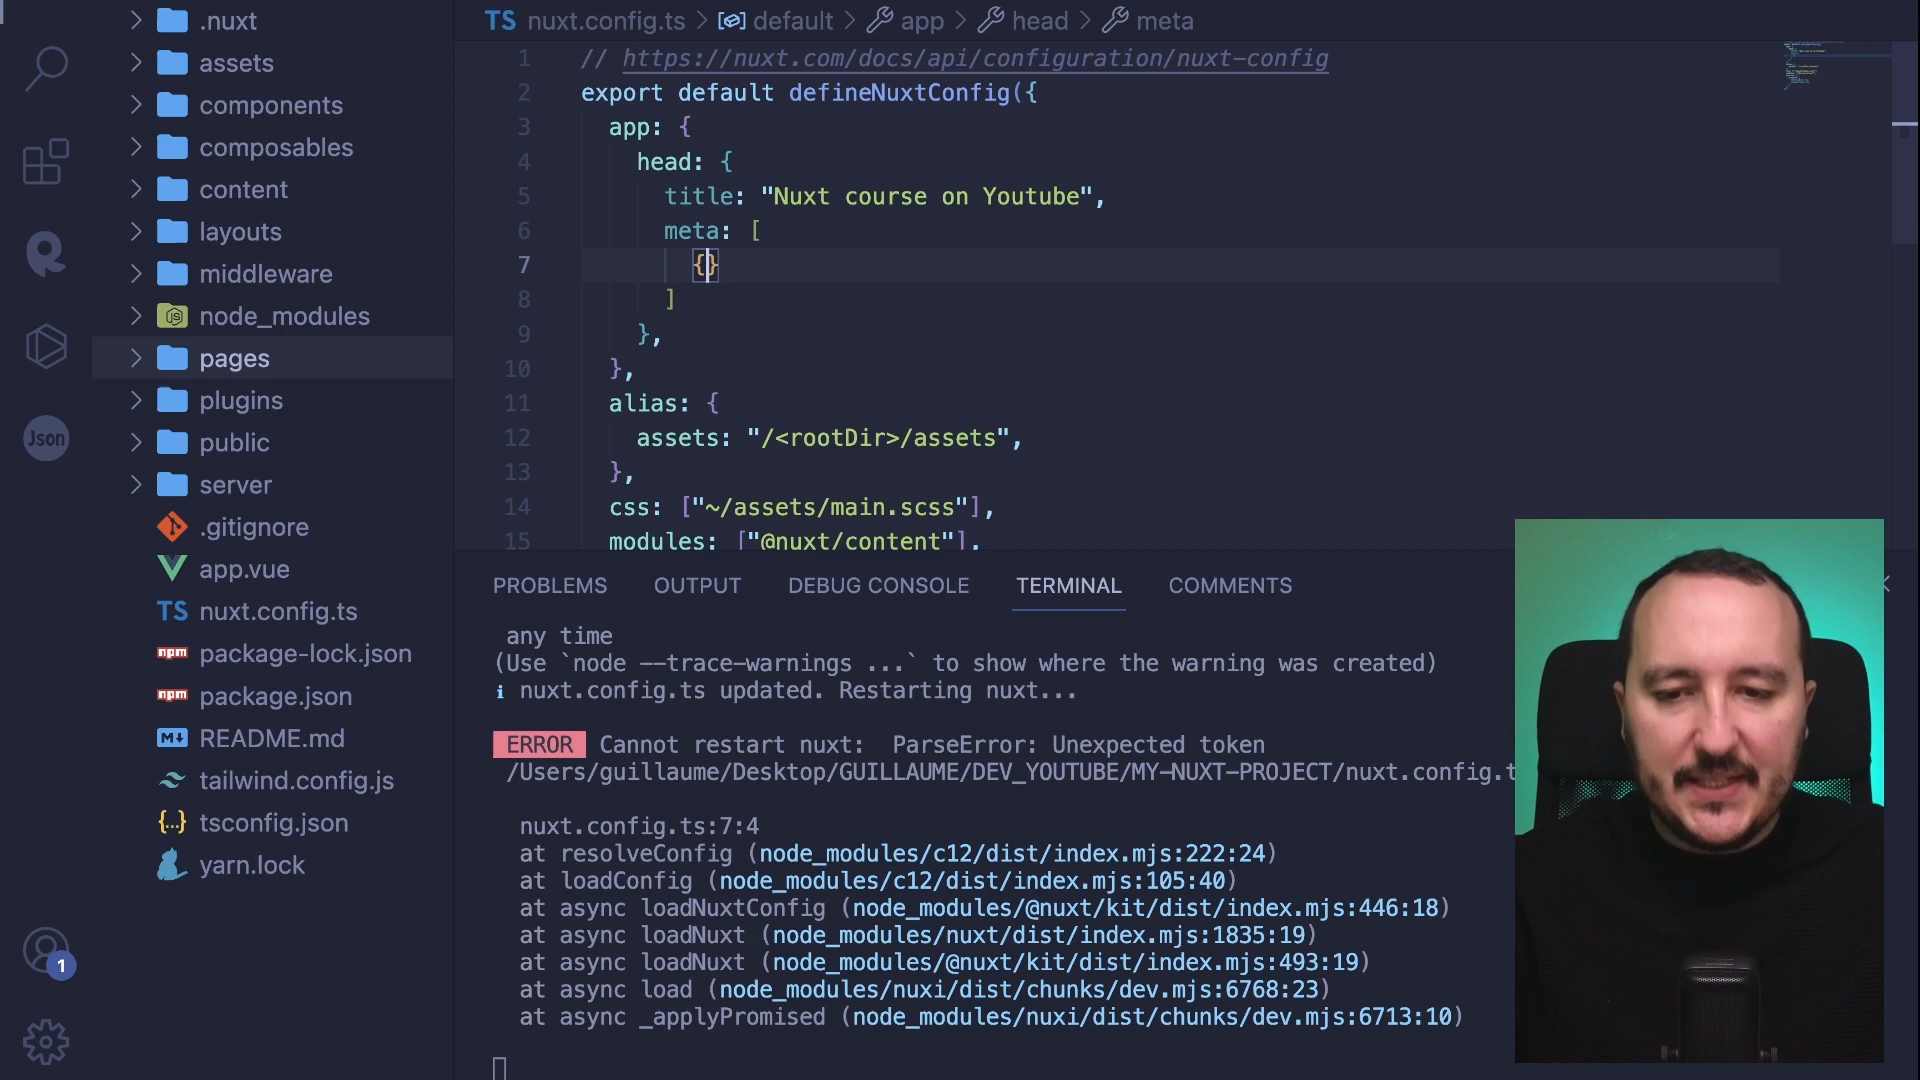 .nuxt
assets
components
composables
content
layouts
middleware
node_modules
pages
plugins
public
server
.gitignore
app.vue
TS nuxt.config.ts
npm package-lock.json
npm package.json
M README.md
tailwind.config.js
{...} tsconfig.json
yarn.lock
Json
1
TS nuxt.config.ts > default > app > head > meta
1 // https://nuxt.com/docs/api/configuration/nuxt-config
2 export default defineNuxtConfig({
3 app: {
4 head: {
5 title: "Nuxt course on Youtube",
6 meta: [
7 {}
8 ]
9 },
10 },
11 alias: {
12 assets: "/<rootDir>/assets",
13 },
14 css: ["~/assets/main.scss"],
15 modules: ["@nuxt/content"],
PROBLEMS OUTPUT DEBUG CONSOLE TERMINAL COMMENTS
any time
(Use `node --trace-warnings ...` to show where the warning was created)
ℹ nuxt.config.ts updated. Restarting nuxt...
ERROR Cannot restart nuxt: ParseError: Unexpected token
/Users/guillaume/Desktop/GUILLAUME/DEV_YOUTUBE/MY-NUXT-PROJECT/nuxt.config.t
nuxt.config.ts:7:4
at resolveConfig (node_modules/c12/dist/index.mjs:222:24)
at loadConfig (node_modules/c12/dist/index.mjs:105:40)
at async loadNuxtConfig (node_modules/@nuxt/kit/dist/index.mjs:446:18)
at async loadNuxt (node_modules/nuxt/dist/index.mjs:1835:19)
at async loadNuxt (node_modules/@nuxt/kit/dist/index.mjs:493:19)
at async load (node_modules/nuxi/dist/chunks/dev.mjs:6768:23)
at async _applyPromised (node_modules/nuxi/dist/chunks/dev.mjs:6713:10)